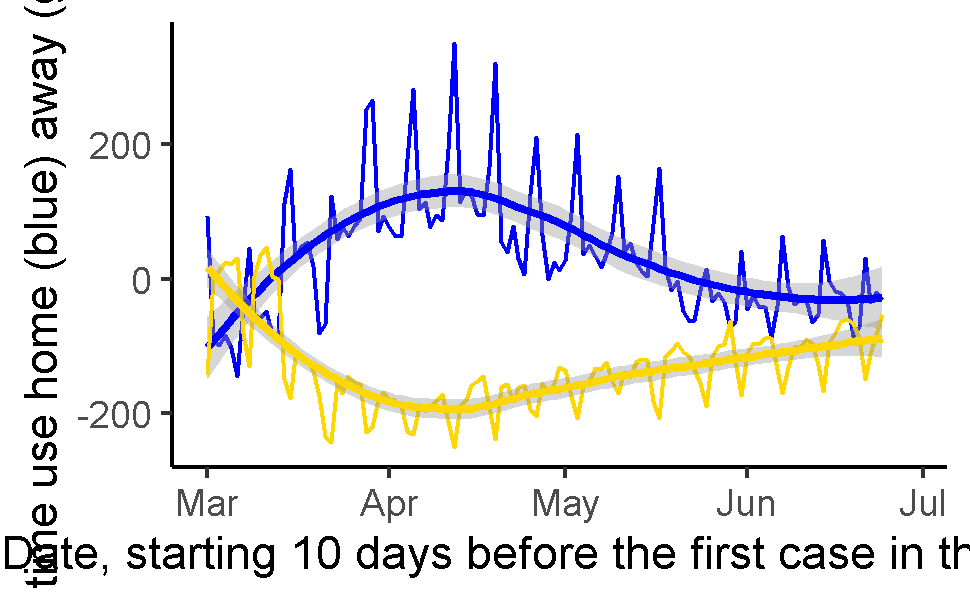 time use home (blue) away (
200
0
-200
Mar Apr May Jun Jul
Date, starting 10 days before the first case in th